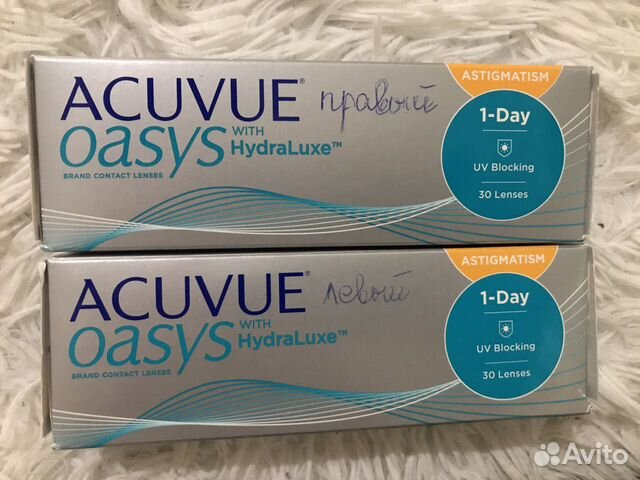 ASTIGMATISM
ACUVUE® правый
oasys WITH HydraLuxe™
BRAND CONTACT LENSES
1-Day
UV Blocking
30 Lenses
ASTIGMATISM
ACUVUE® левый
oasys WITH HydraLuxe™
BRAND CONTACT LENSES
1-Day
UV Blocking
30 Lenses
Avito